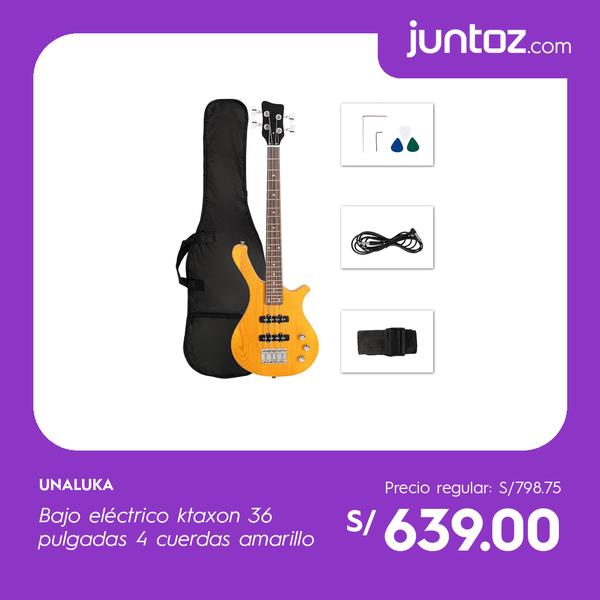 juntoz.com
UNALUKA
Bajo eléctrico ktaxon 36
pulgadas 4 cuerdas amarillo
Precio regular: S/798.75
S/ 639.00